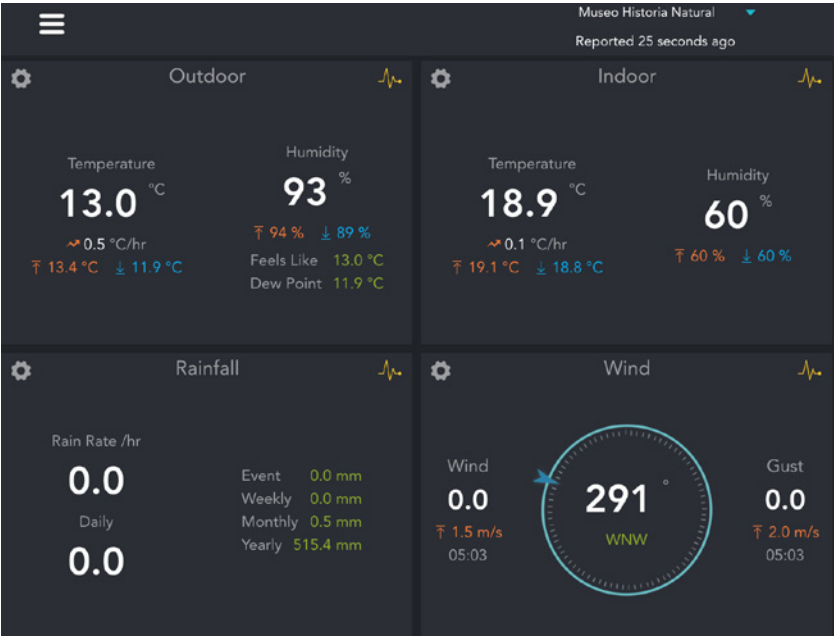 Museo Historia Natural
Reported 25 seconds ago
Outdoor
Temperature
13.0 °C
0.5 °C/hr
13.4 °C 11.9 °C
Humidity
93 %
94 % 89 %
Feels Like 13.0 °C
Dew Point 11.9 °C
Indoor
Temperature
18.9 °C
0.1 °C/hr
19.1 °C 18.8 °C
Humidity
60 %
60 % 60 %
Rainfall
Rain Rate /hr
0.0
Daily
0.0
Event 0.0 mm
Weekly 0.0 mm
Monthly 0.5 mm
Yearly 515.4 mm
Wind
Wind
0.0
1.5 m/s
05:03
291 °
WNW
Gust
0.0
2.0 m/s
05:03